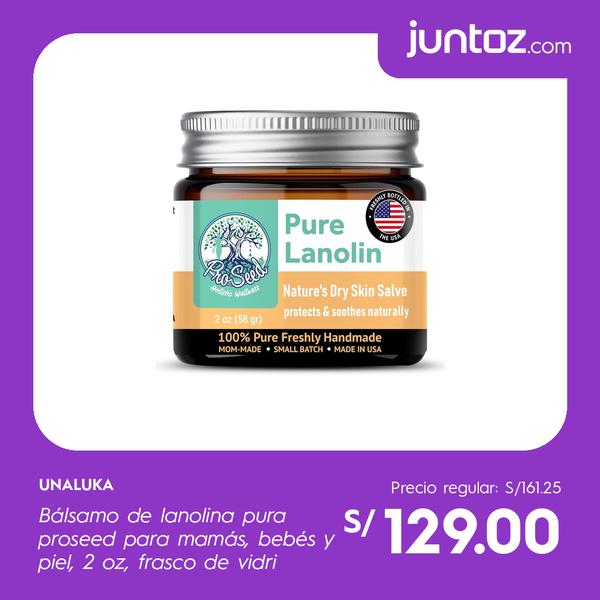 juntoz.com
FRESHLY BOTTLED IN
THE USA
Pure
Lanolin
ProSeed
Holistic Wellness
Nature's Dry Skin Salve
protects & soothes naturally
2 oz (58 gr)
100% Pure Freshly Handmade
MOM-MADE • SMALL BATCH • MADE IN USA
UNALUKA
Precio regular: S/161.25
Bálsamo de lanolina pura
proseed para mamás, bebés y
piel, 2 oz, frasco de vidri
S/ 129.00